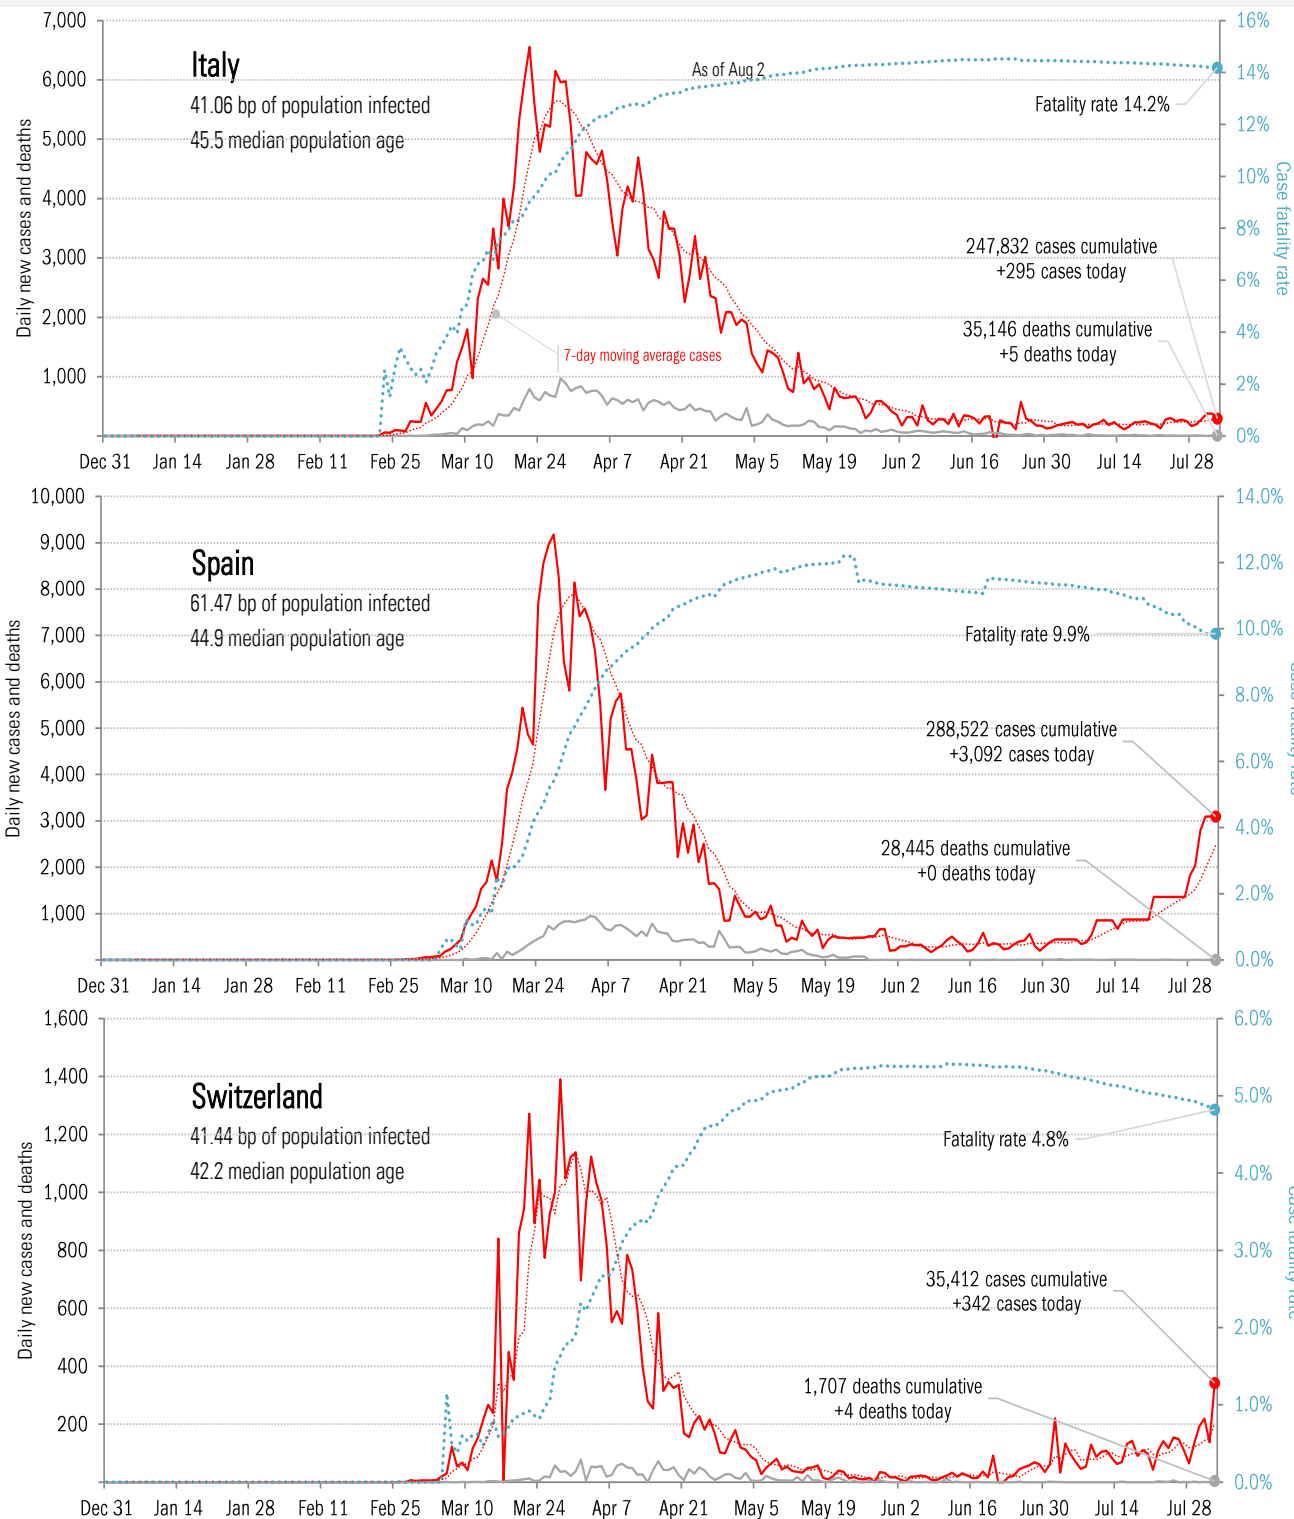 7,000
6,000
5,000
4,000
3,000
2,000
1,000
Daily new cases and deaths
Italy
41.06 bp of population infected
45.5 median population age
As of Aug 2
Fatality rate 14.2%
247,832 cases cumulative
+295 cases today
35,146 deaths cumulative
+5 deaths today
7-day moving average cases
16%
14%
12%
10%
8%
6%
4%
2%
0%
Case fatality rate
Dec 31 Jan 14 Jan 28 Feb 11 Feb 25 Mar 10 Mar 24 Apr 7 Apr 21 May 5 May 19 Jun 2 Jun 16 Jun 30 Jul 14 Jul 28
10,000
9,000
8,000
7,000
6,000
5,000
4,000
3,000
2,000
1,000
Daily new cases and deaths
Spain
61.47 bp of population infected
44.9 median population age
Fatality rate 9.9%
288,522 cases cumulative
+3,092 cases today
28,445 deaths cumulative
+0 deaths today
14.0%
12.0%
10.0%
8.0%
6.0%
4.0%
2.0%
0.0%
Dec 31 Jan 14 Jan 28 Feb 11 Feb 25 Mar 10 Mar 24 Apr 7 Apr 21 May 5 May 19 Jun 2 Jun 16 Jun 30 Jul 14 Jul 28
1,600
1,400
1,200
1,000
800
600
400
200
Daily new cases and deaths
Switzerland
41.44 bp of population infected
42.2 median population age
Fatality rate 4.8%
35,412 cases cumulative
+342 cases today
1,707 deaths cumulative
+4 deaths today
6.0%
5.0%
4.0%
3.0%
2.0%
1.0%
0.0%
Dec 31 Jan 14 Jan 28 Feb 11 Feb 25 Mar 10 Mar 24 Apr 7 Apr 21 May 5 May 19 Jun 2 Jun 16 Jun 30 Jul 14 Jul 28